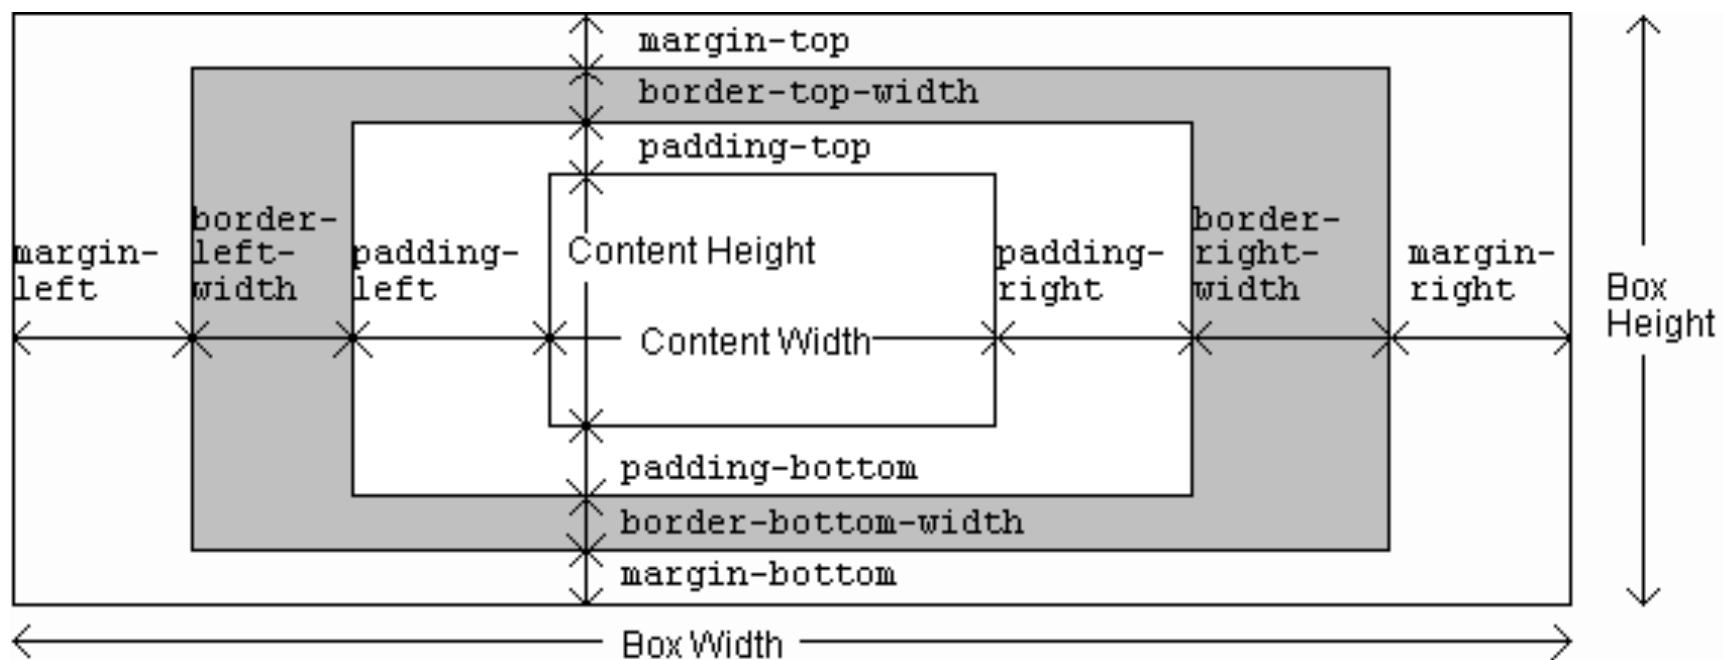 margin-top
border-top-width
padding-top
margin-
left
border-
left-
width
padding-
left
Content Height
Content Width
padding-
right
border-
right-
width
margin-
right
Box
Height
padding-bottom
border-bottom-width
margin-bottom
Box Width